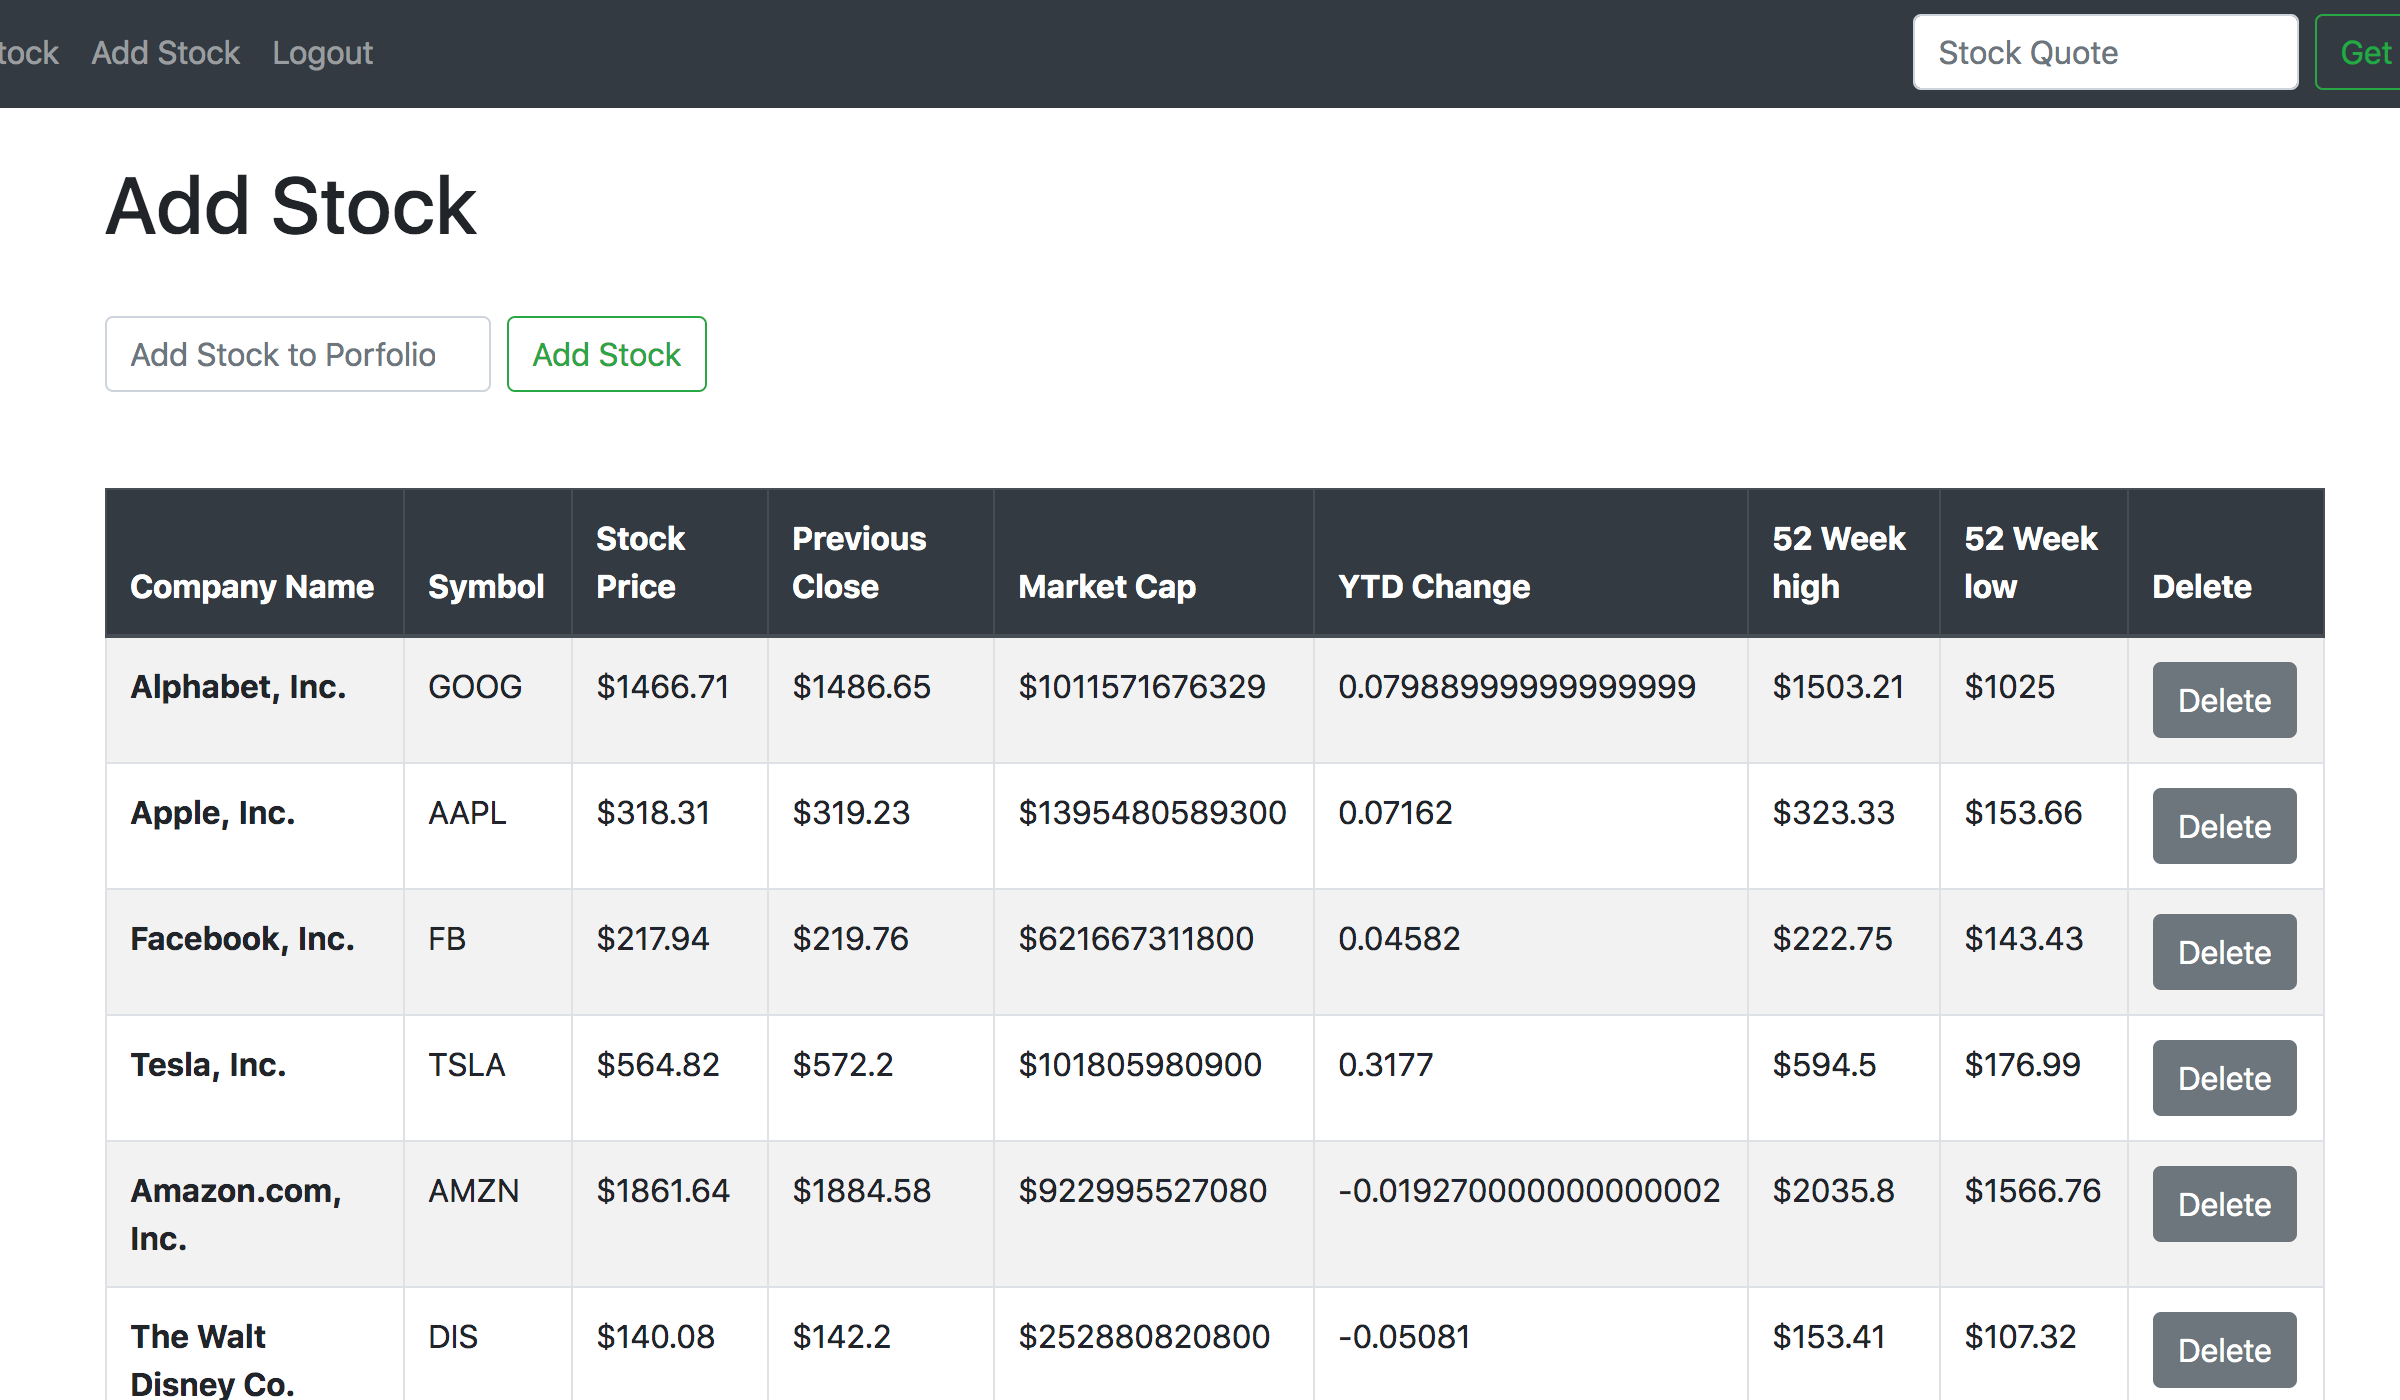 tock Add Stock Logout Stock Quote Get
Add Stock
Add Stock to Porfolio Add Stock
Company Name Symbol Stock Price Previous Close Market Cap YTD Change 52 Week high 52 Week low Delete
Alphabet, Inc. GOOG $1466.71 $1486.65 $1011571676329 0.07988999999999999 $1503.21 $1025 Delete
Apple, Inc. AAPL $318.31 $319.23 $1395480589300 0.07162 $323.33 $153.66 Delete
Facebook, Inc. FB $217.94 $219.76 $621667311800 0.04582 $222.75 $143.43 Delete
Tesla, Inc. TSLA $564.82 $572.2 $101805980900 0.3177 $594.5 $176.99 Delete
Amazon.com, Inc. AMZN $1861.64 $1884.58 $922995527080 -0.019270000000000002 $2035.8 $1566.76 Delete
The Walt Disney Co. DIS $140.08 $142.2 $252880820800 -0.05081 $153.41 $107.32 Delete